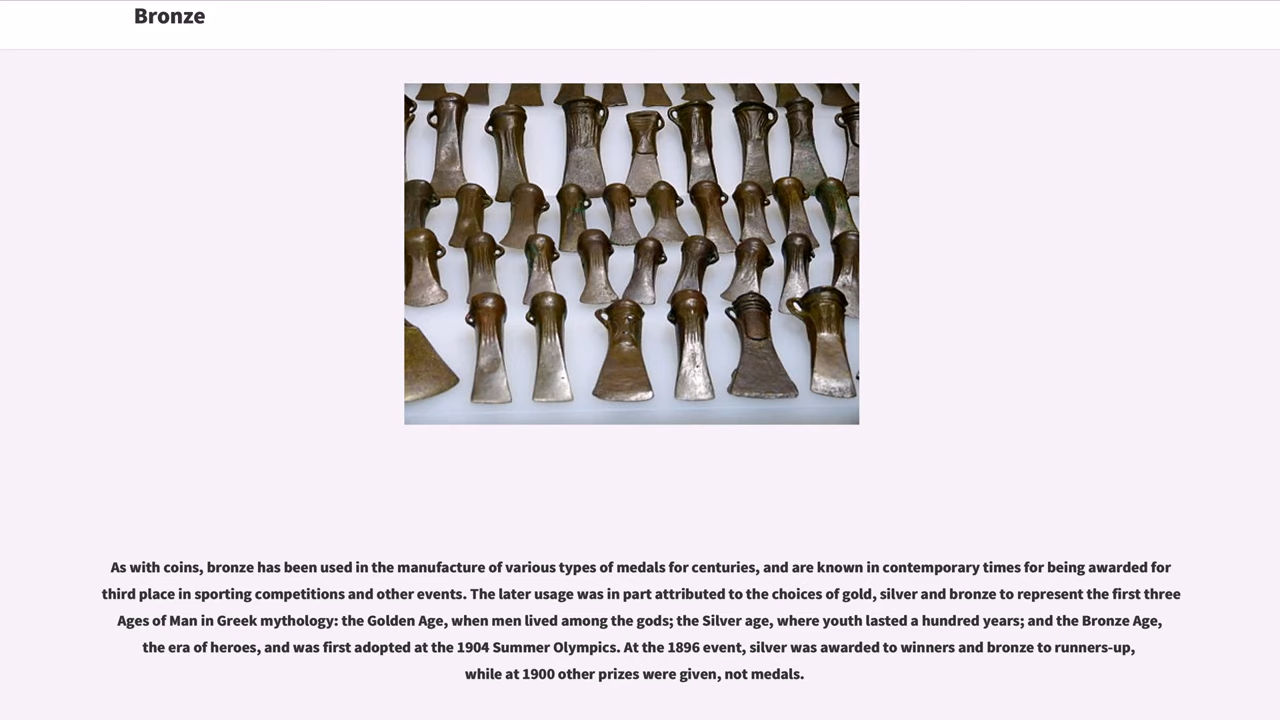 Bronze
As with coins, bronze has been used in the manufacture of various types of medals for centuries, and are known in contemporary times for being awarded for
third place in sporting competitions and other events. The later usage was in part attributed to the choices of gold, silver and bronze to represent the first three
Ages of Man in Greek mythology: the Golden Age, when men lived among the gods; the Silver age, where youth lasted a hundred years; and the Bronze Age,
the era of heroes, and was first adopted at the 1904 Summer Olympics. At the 1896 event, silver was awarded to winners and bronze to runners-up,
while at 1900 other prizes were given, not medals.